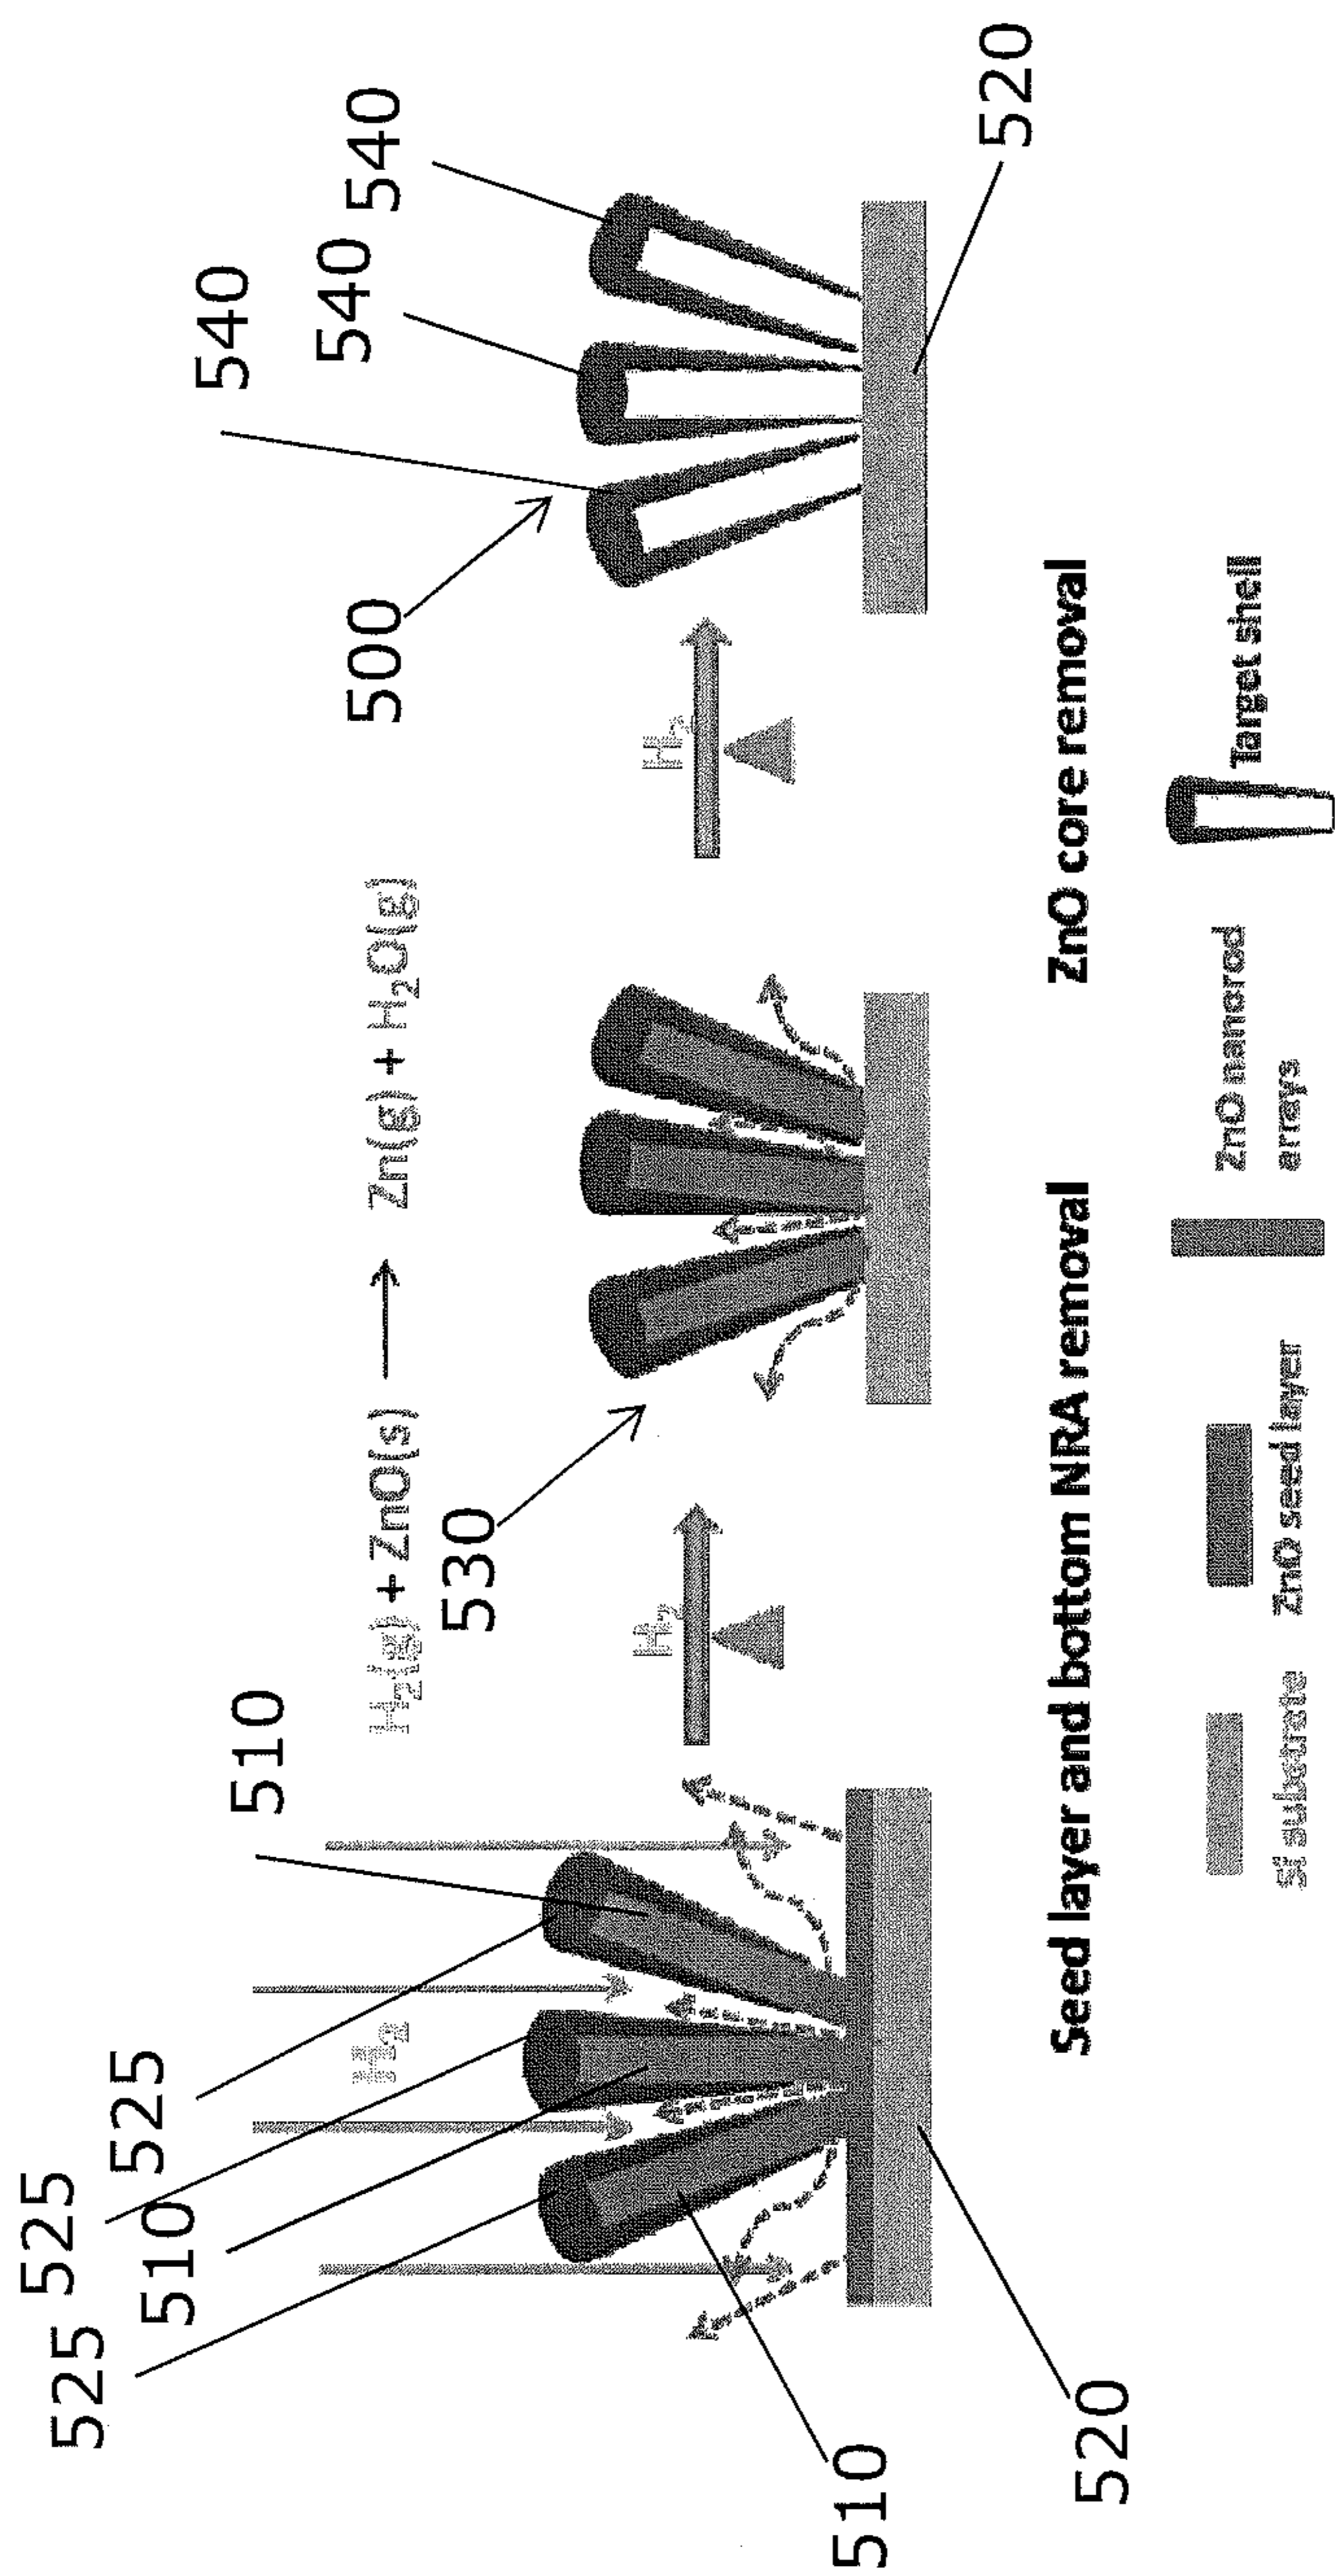 525
525
525
510
510
510
520
H₂
H₂(g) + ZnO(s) ⟶ Zn(g) + H₂O(g)
530
H₂
H₂
500
540
540
540
520
Seed layer and bottom NRA removal
ZnO core removal
Si substrate
ZnO seed layer
ZnO nanorod
arrays
Target shell